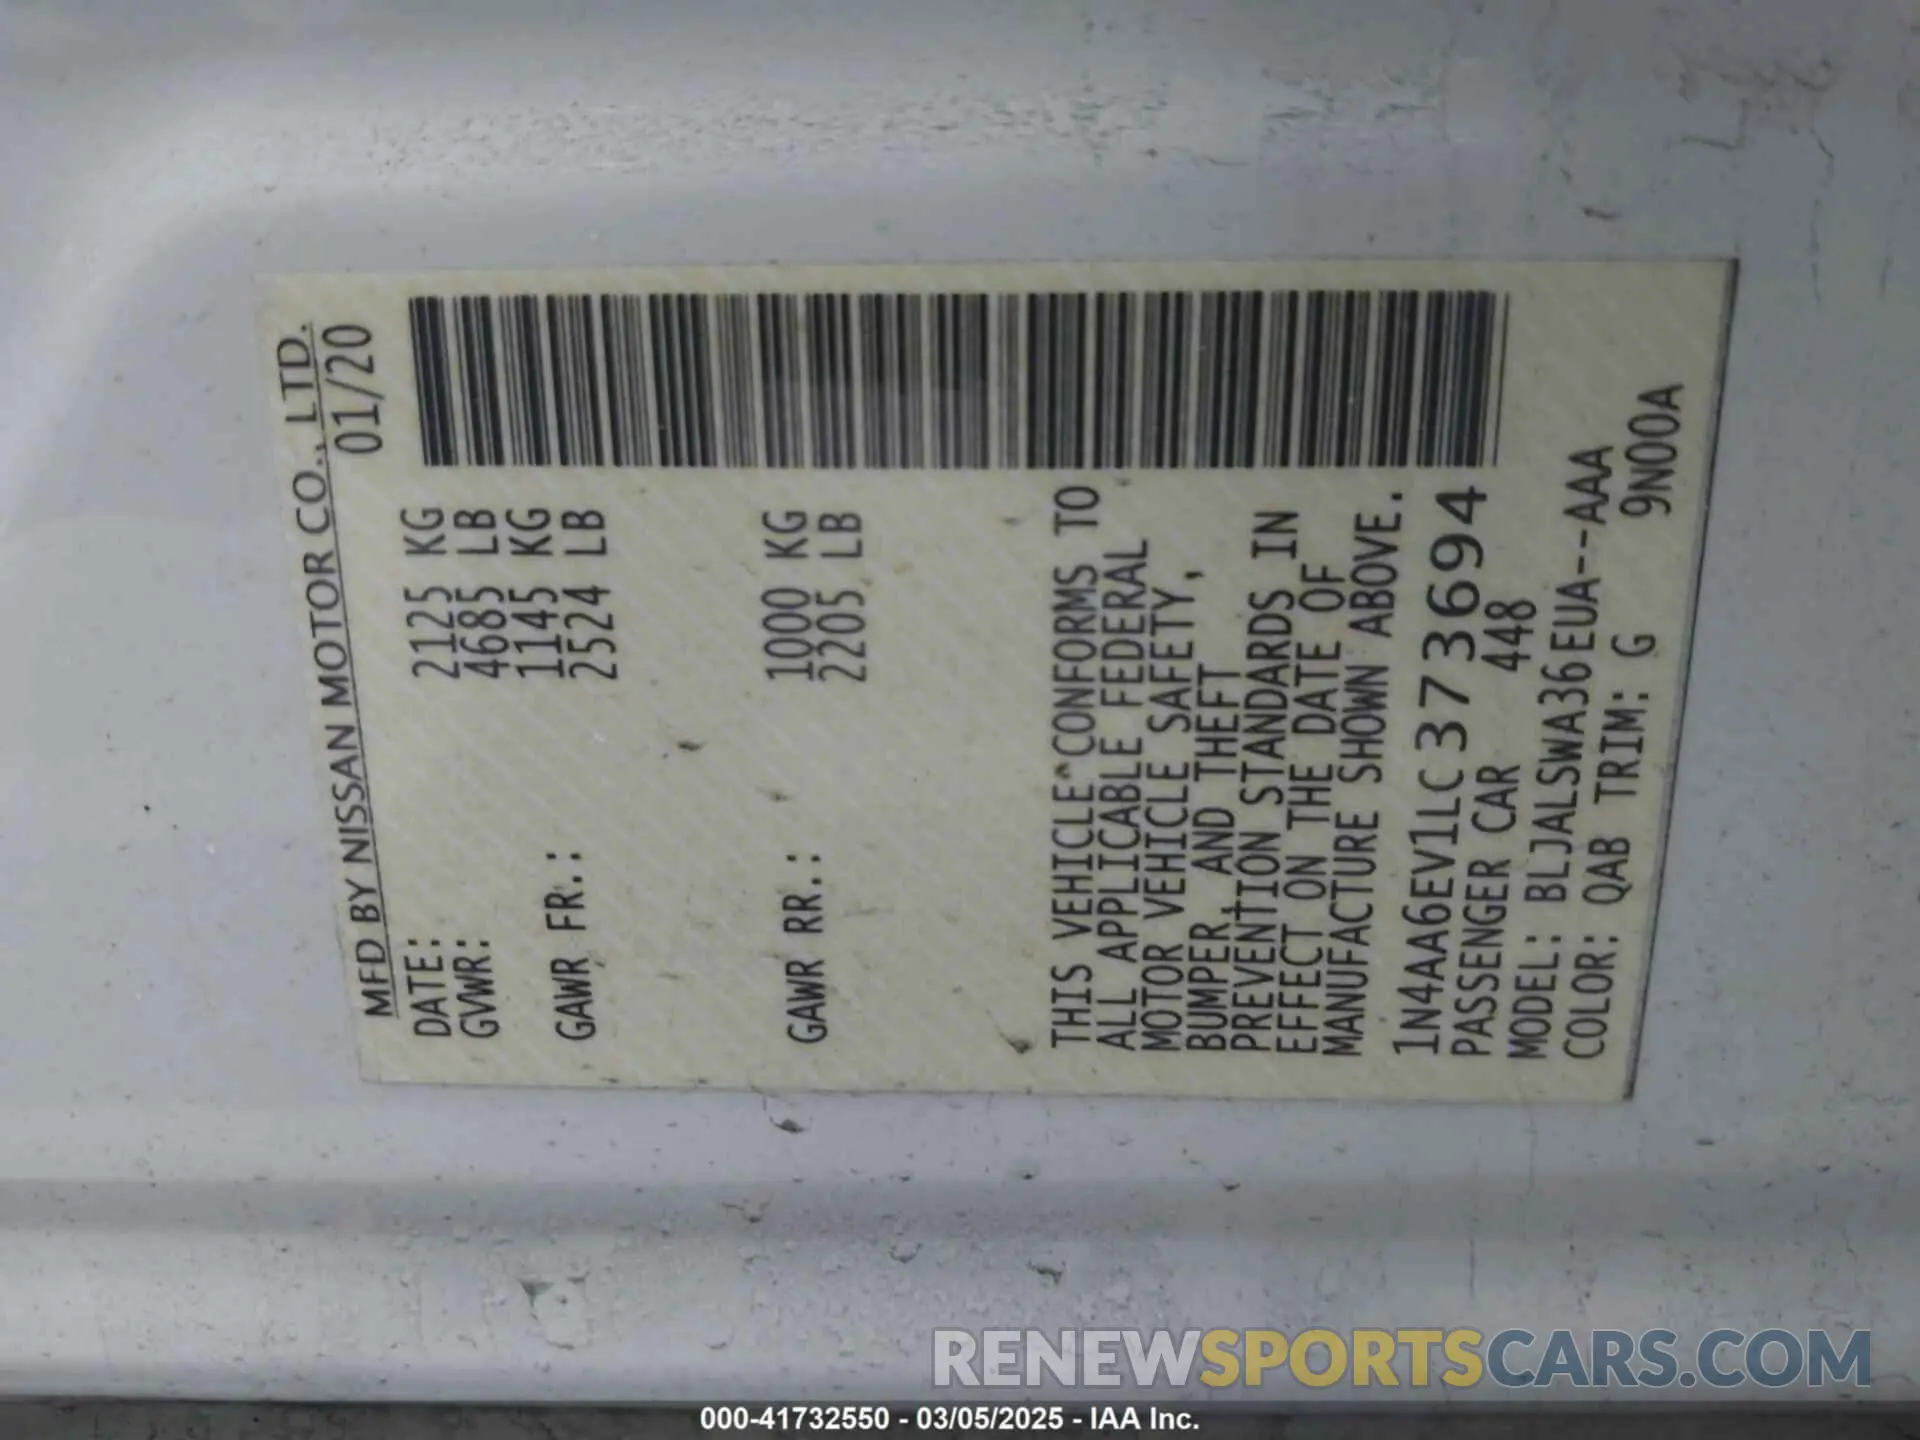 MFD BY NISSAN MOTOR CO., LTD.
DATE: 01/20
GVWR: 2125 KG
4685 LB
GAWR FR.: 1145 KG
2524 LB
GAWR RR.: 1000 KG
2205 LB
THIS VEHICLE CONFORMS TO
ALL APPLICABLE FEDERAL
MOTOR VEHICLE SAFETY,
BUMPER, AND THEFT
PREVENTION STANDARDS IN
EFFECT ON THE DATE OF
MANUFACTURE SHOWN ABOVE.
1N4AA6EV1LC373694
PASSENGER CAR 448
MODEL: BLJALSWA36EUA--AAA
COLOR: QAB TRIM: G 9N00A
RENEWSPORTSCARS.COM
000-41732550 - 03/05/2025 - IAA Inc.